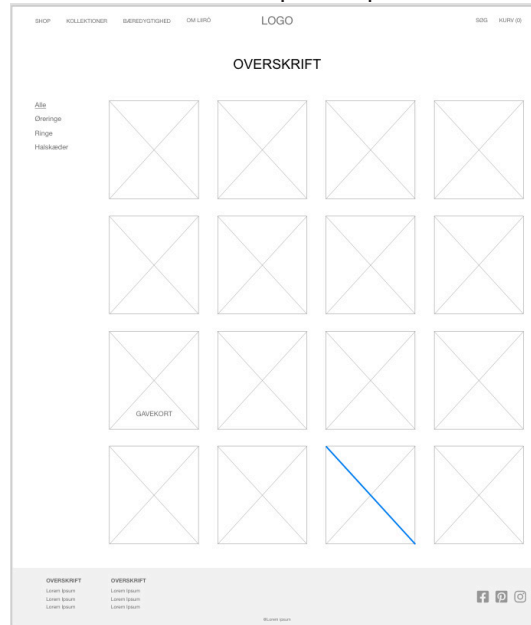 SHOP KOLLEKTIONER BÆREDYGTIGHED OM LIIRÓ LOGO SØG KURV (0)
OVERSKRIFT
Alle
Øreringe
Ringe
Halskæder
GAVEKORT
OVERSKRIFT OVERSKRIFT
Lorem Ipsum Lorem Ipsum
Lorem Ipsum Lorem Ipsum
Lorem Ipsum Lorem Ipsum